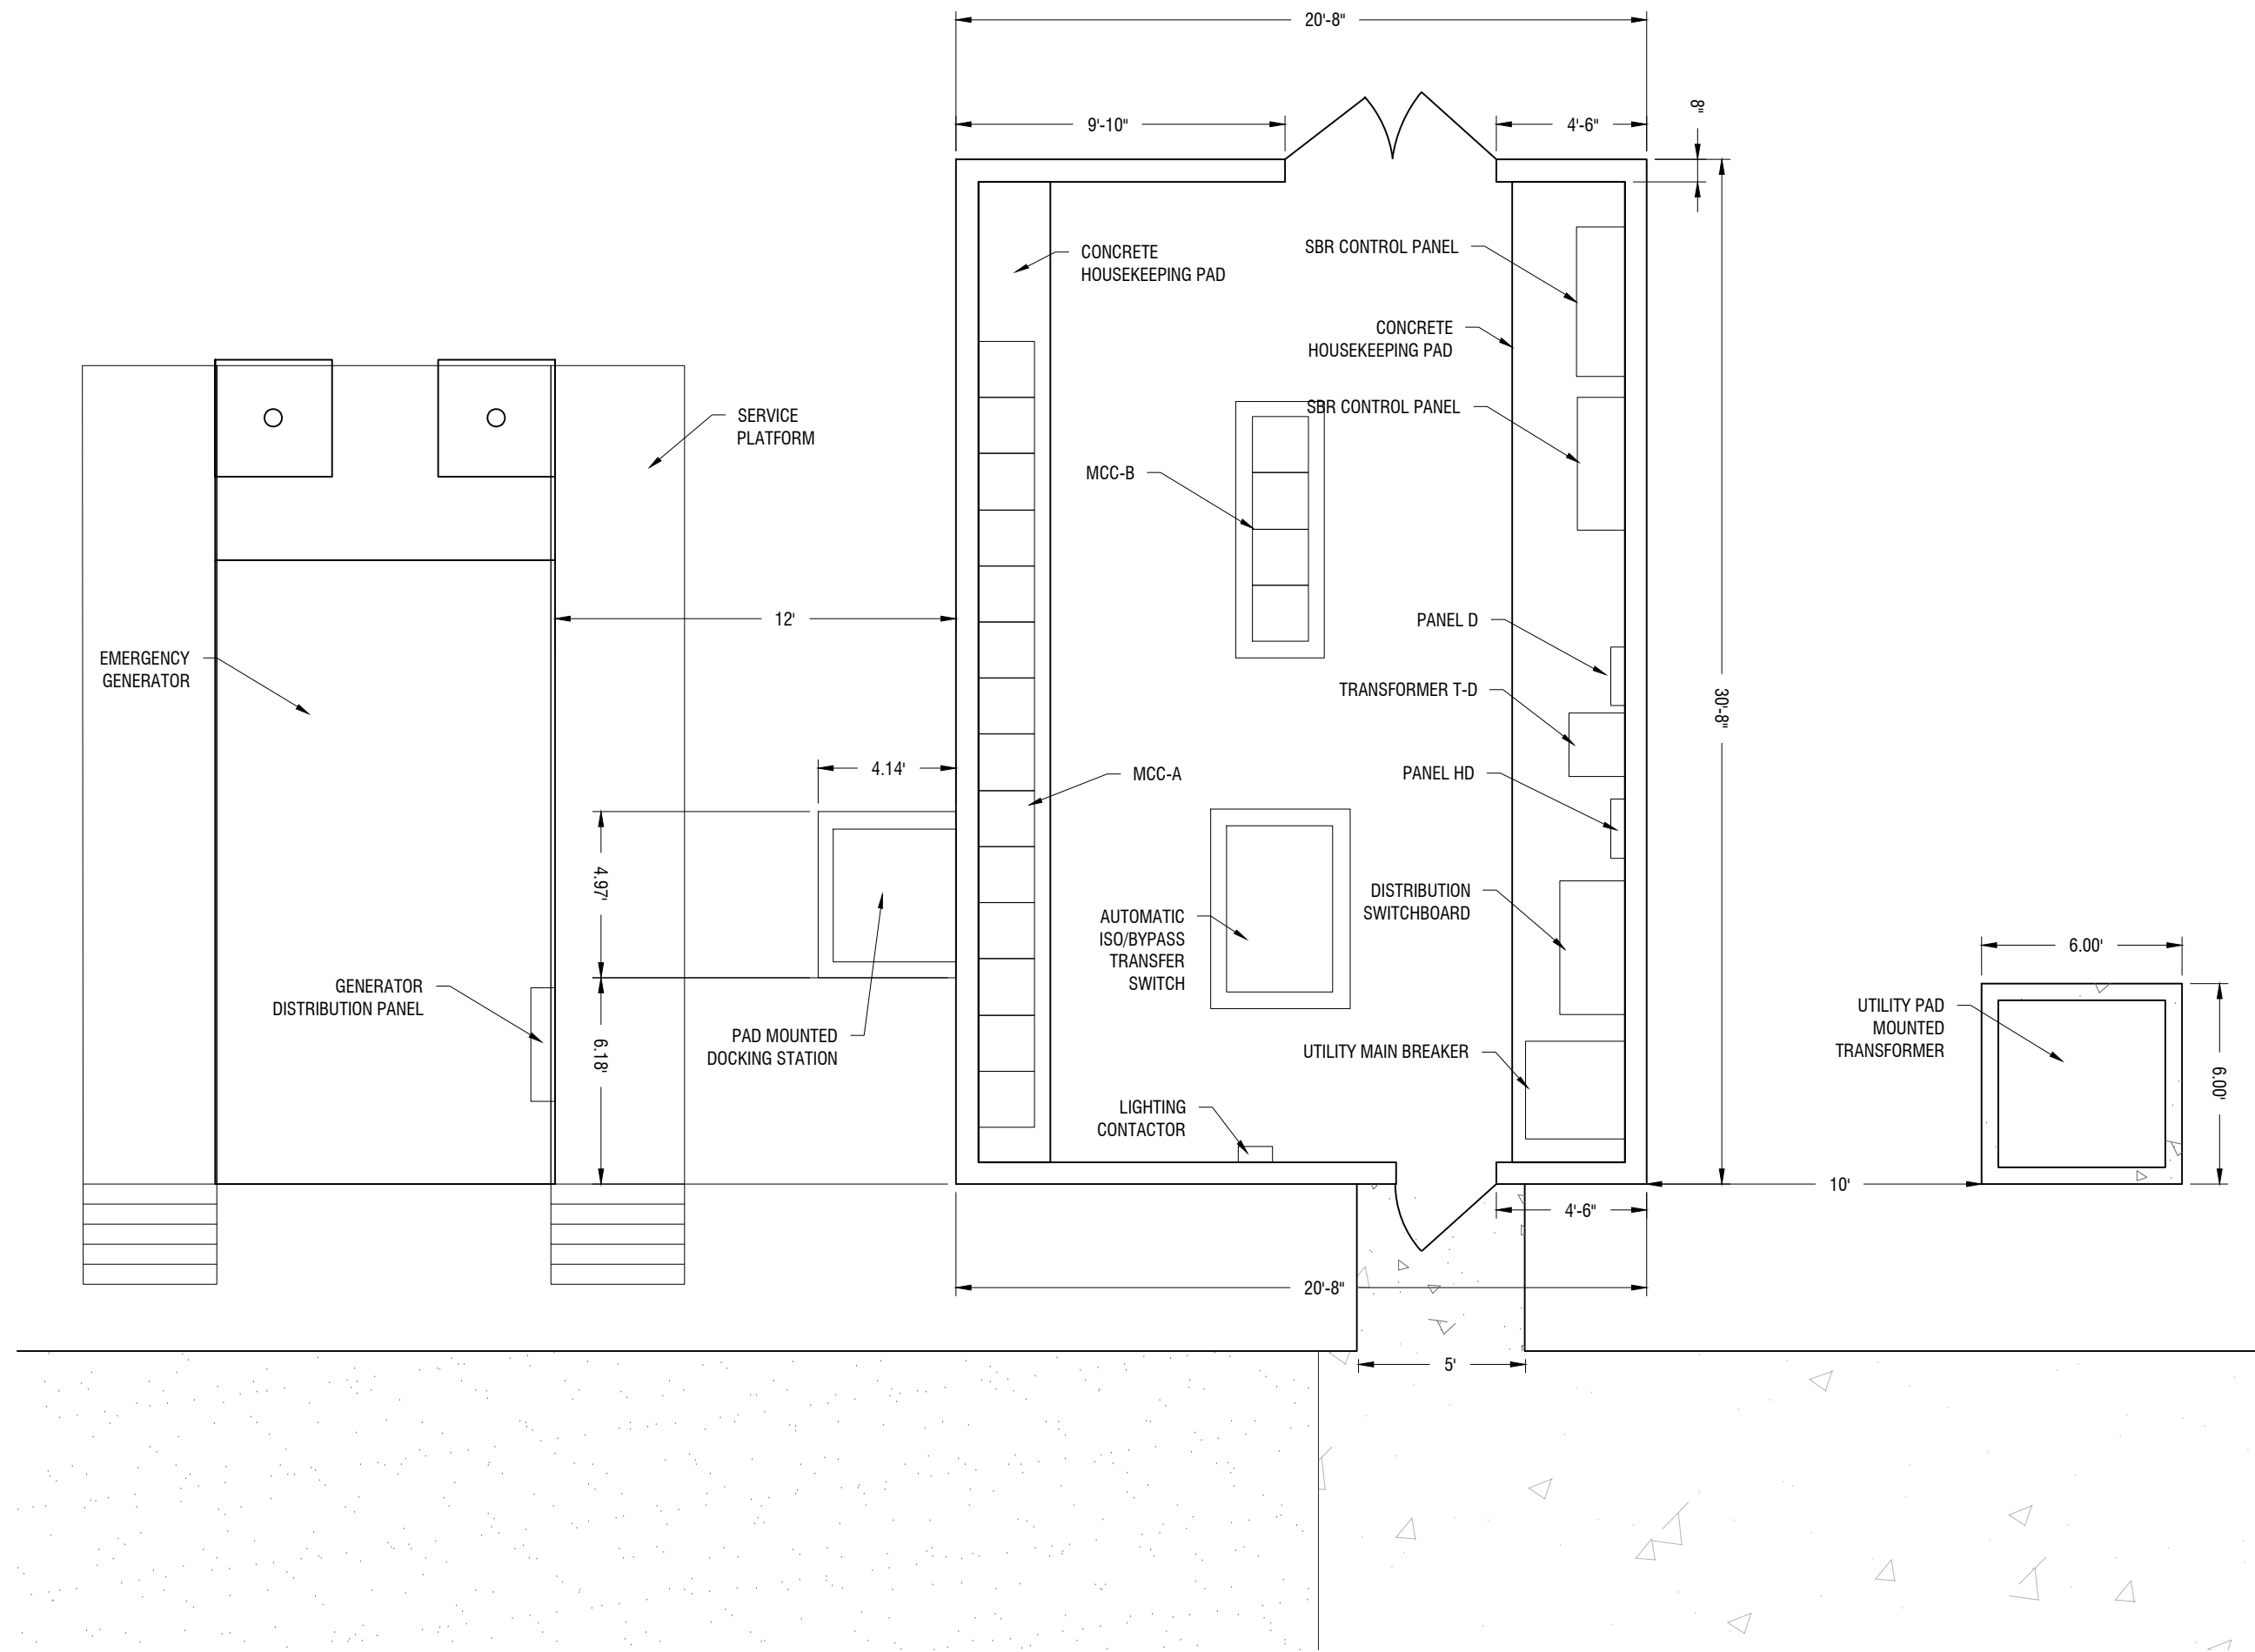 20'-8"
9'-10"
4'-6"
8"
CONCRETE
HOUSEKEEPING PAD
SBR CONTROL PANEL
CONCRETE
HOUSEKEEPING PAD
SBR CONTROL PANEL
SERVICE
PLATFORM
MCC-B
12'
PANEL D
EMERGENCY
GENERATOR
TRANSFORMER T-D
30'-8"
4.14'
MCC-A
PANEL HD
4.97'
DISTRIBUTION
SWITCHBOARD
AUTOMATIC
ISO/BYPASS
TRANSFER
SWITCH
6.00'
GENERATOR
DISTRIBUTION PANEL
UTILITY PAD
MOUNTED
TRANSFORMER
PAD MOUNTED
DOCKING STATION
6.18'
UTILITY MAIN BREAKER
6.00'
LIGHTING
CONTACTOR
10'
4'-6"
20'-8"
5'